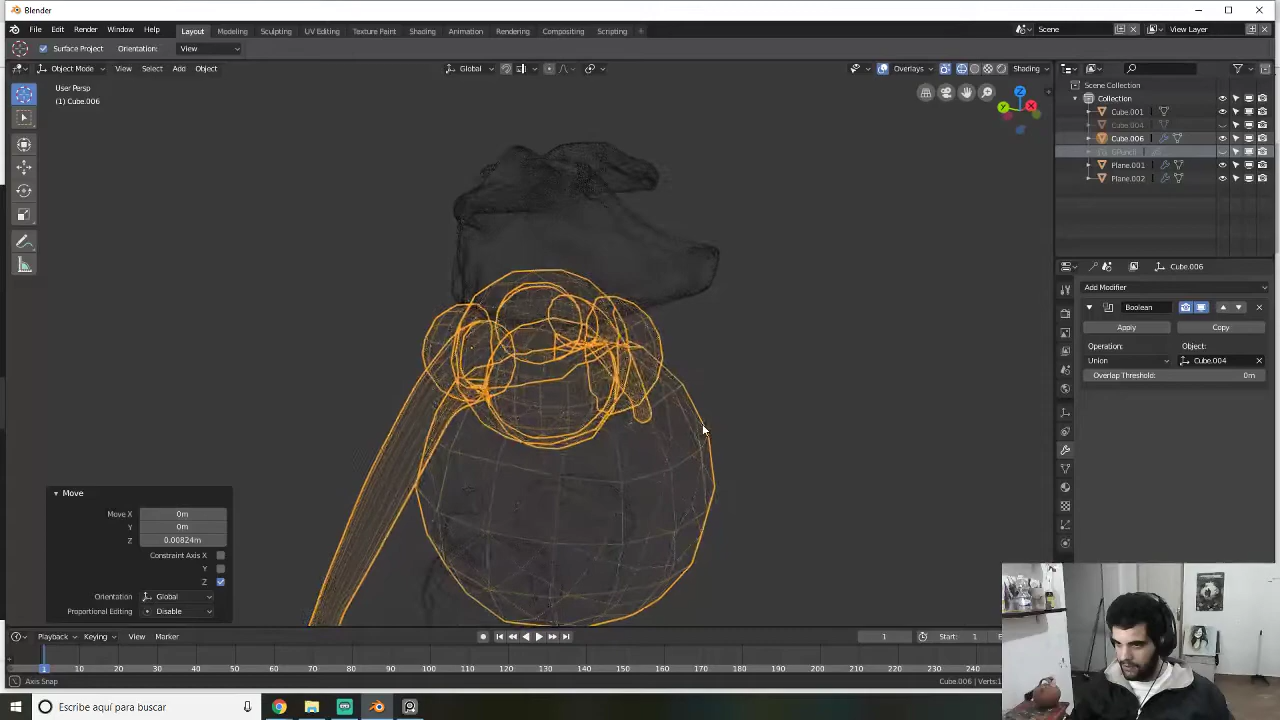 Blender
File Edit Render Window Help
Layout Modeling Sculpting UV Editing Texture Paint Shading Animation Rendering Compositing Scripting +
Scene View Layer
Surface Project Orientation: View
Object Mode View Select Add Object
Global
Overlays Shading
User Persp
(1) Cube.006
Z
Y
X
Scene Collection
Collection
Cube.001
Cube.004
Cube.006
GPencil
Plane.001
Plane.002
Cube.006
Add Modifier
Boolean
Apply Copy
Operation: Object:
Union Cube.004
Overlap Threshold: 0m
Move
Move X 0m
Y 0m
Z 0.00824m
Constraint Axis X
Y
Z
Orientation Global
Proportional Editing Disable
Playback Keying View Marker
1 Start: 1
1 10 20 30 40 50 60 70 80 90 100 110 120 130 140 150 160 170 180 190 200 210 220 230 240
Axis Snap
Cube.006 | Verts:1
Escribe aquí para buscar